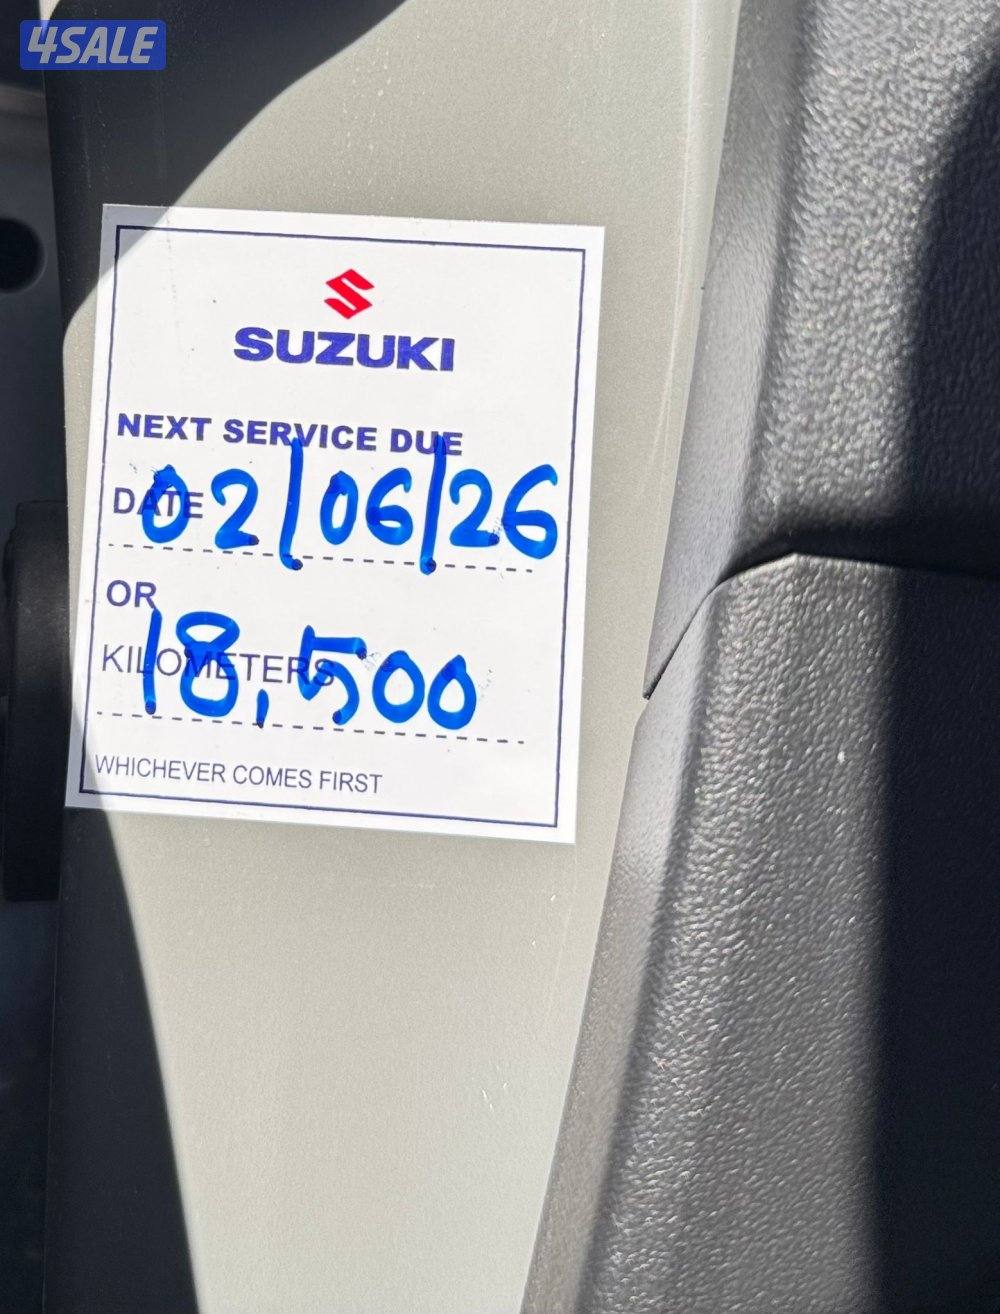 4SALE
SUZUKI
NEXT SERVICE DUE
DATE 02/06/26
OR
KILOMETERS 18,500
WHICHEVER COMES FIRST